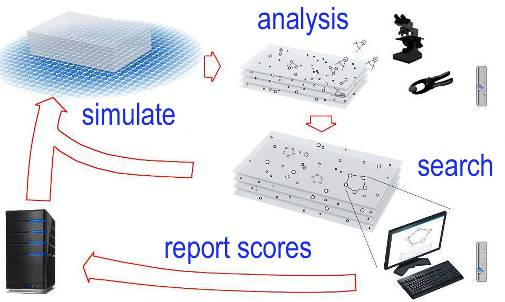 analysis
simulate
search
report scores